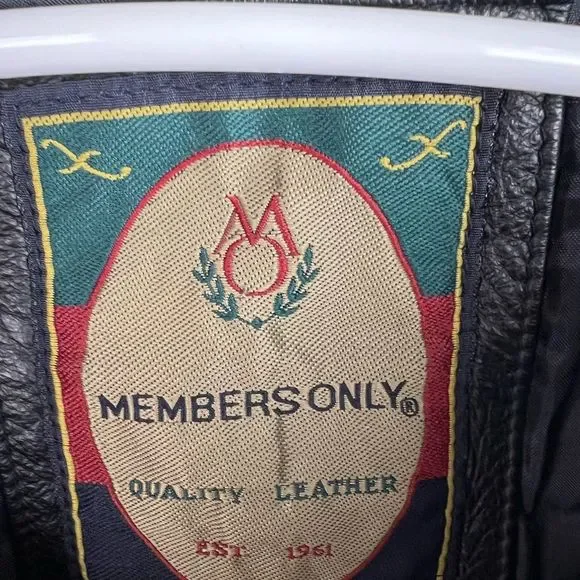 MO
MEMBERS ONLY®
QUALITY LEATHER
EST 1961